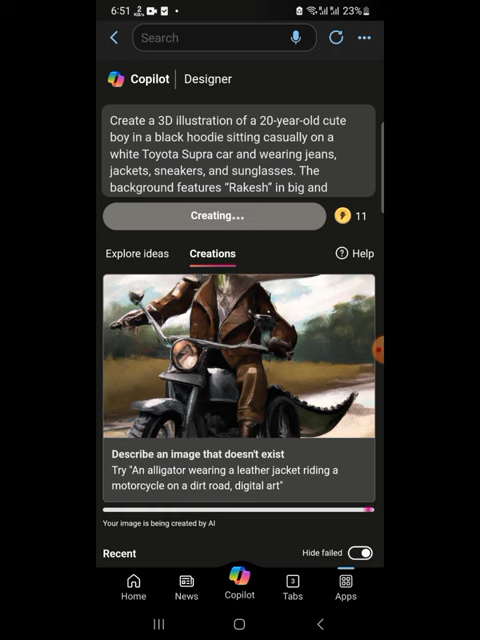 6:51 2 KB/s 23%
Search
Copilot | Designer
Create a 3D illustration of a 20-year-old cute
boy in a black hoodie sitting casually on a
white Toyota Supra car and wearing jeans,
jackets, sneakers, and sunglasses. The
background features “Rakesh” in big and
Creating...
11
Explore ideas
Creations
? Help
Describe an image that doesn't exist
Try "An alligator wearing a leather jacket riding a
motorcycle on a dirt road, digital art"
Your image is being created by AI
Recent
Hide failed
3
Home
News
Copilot
Tabs
Apps